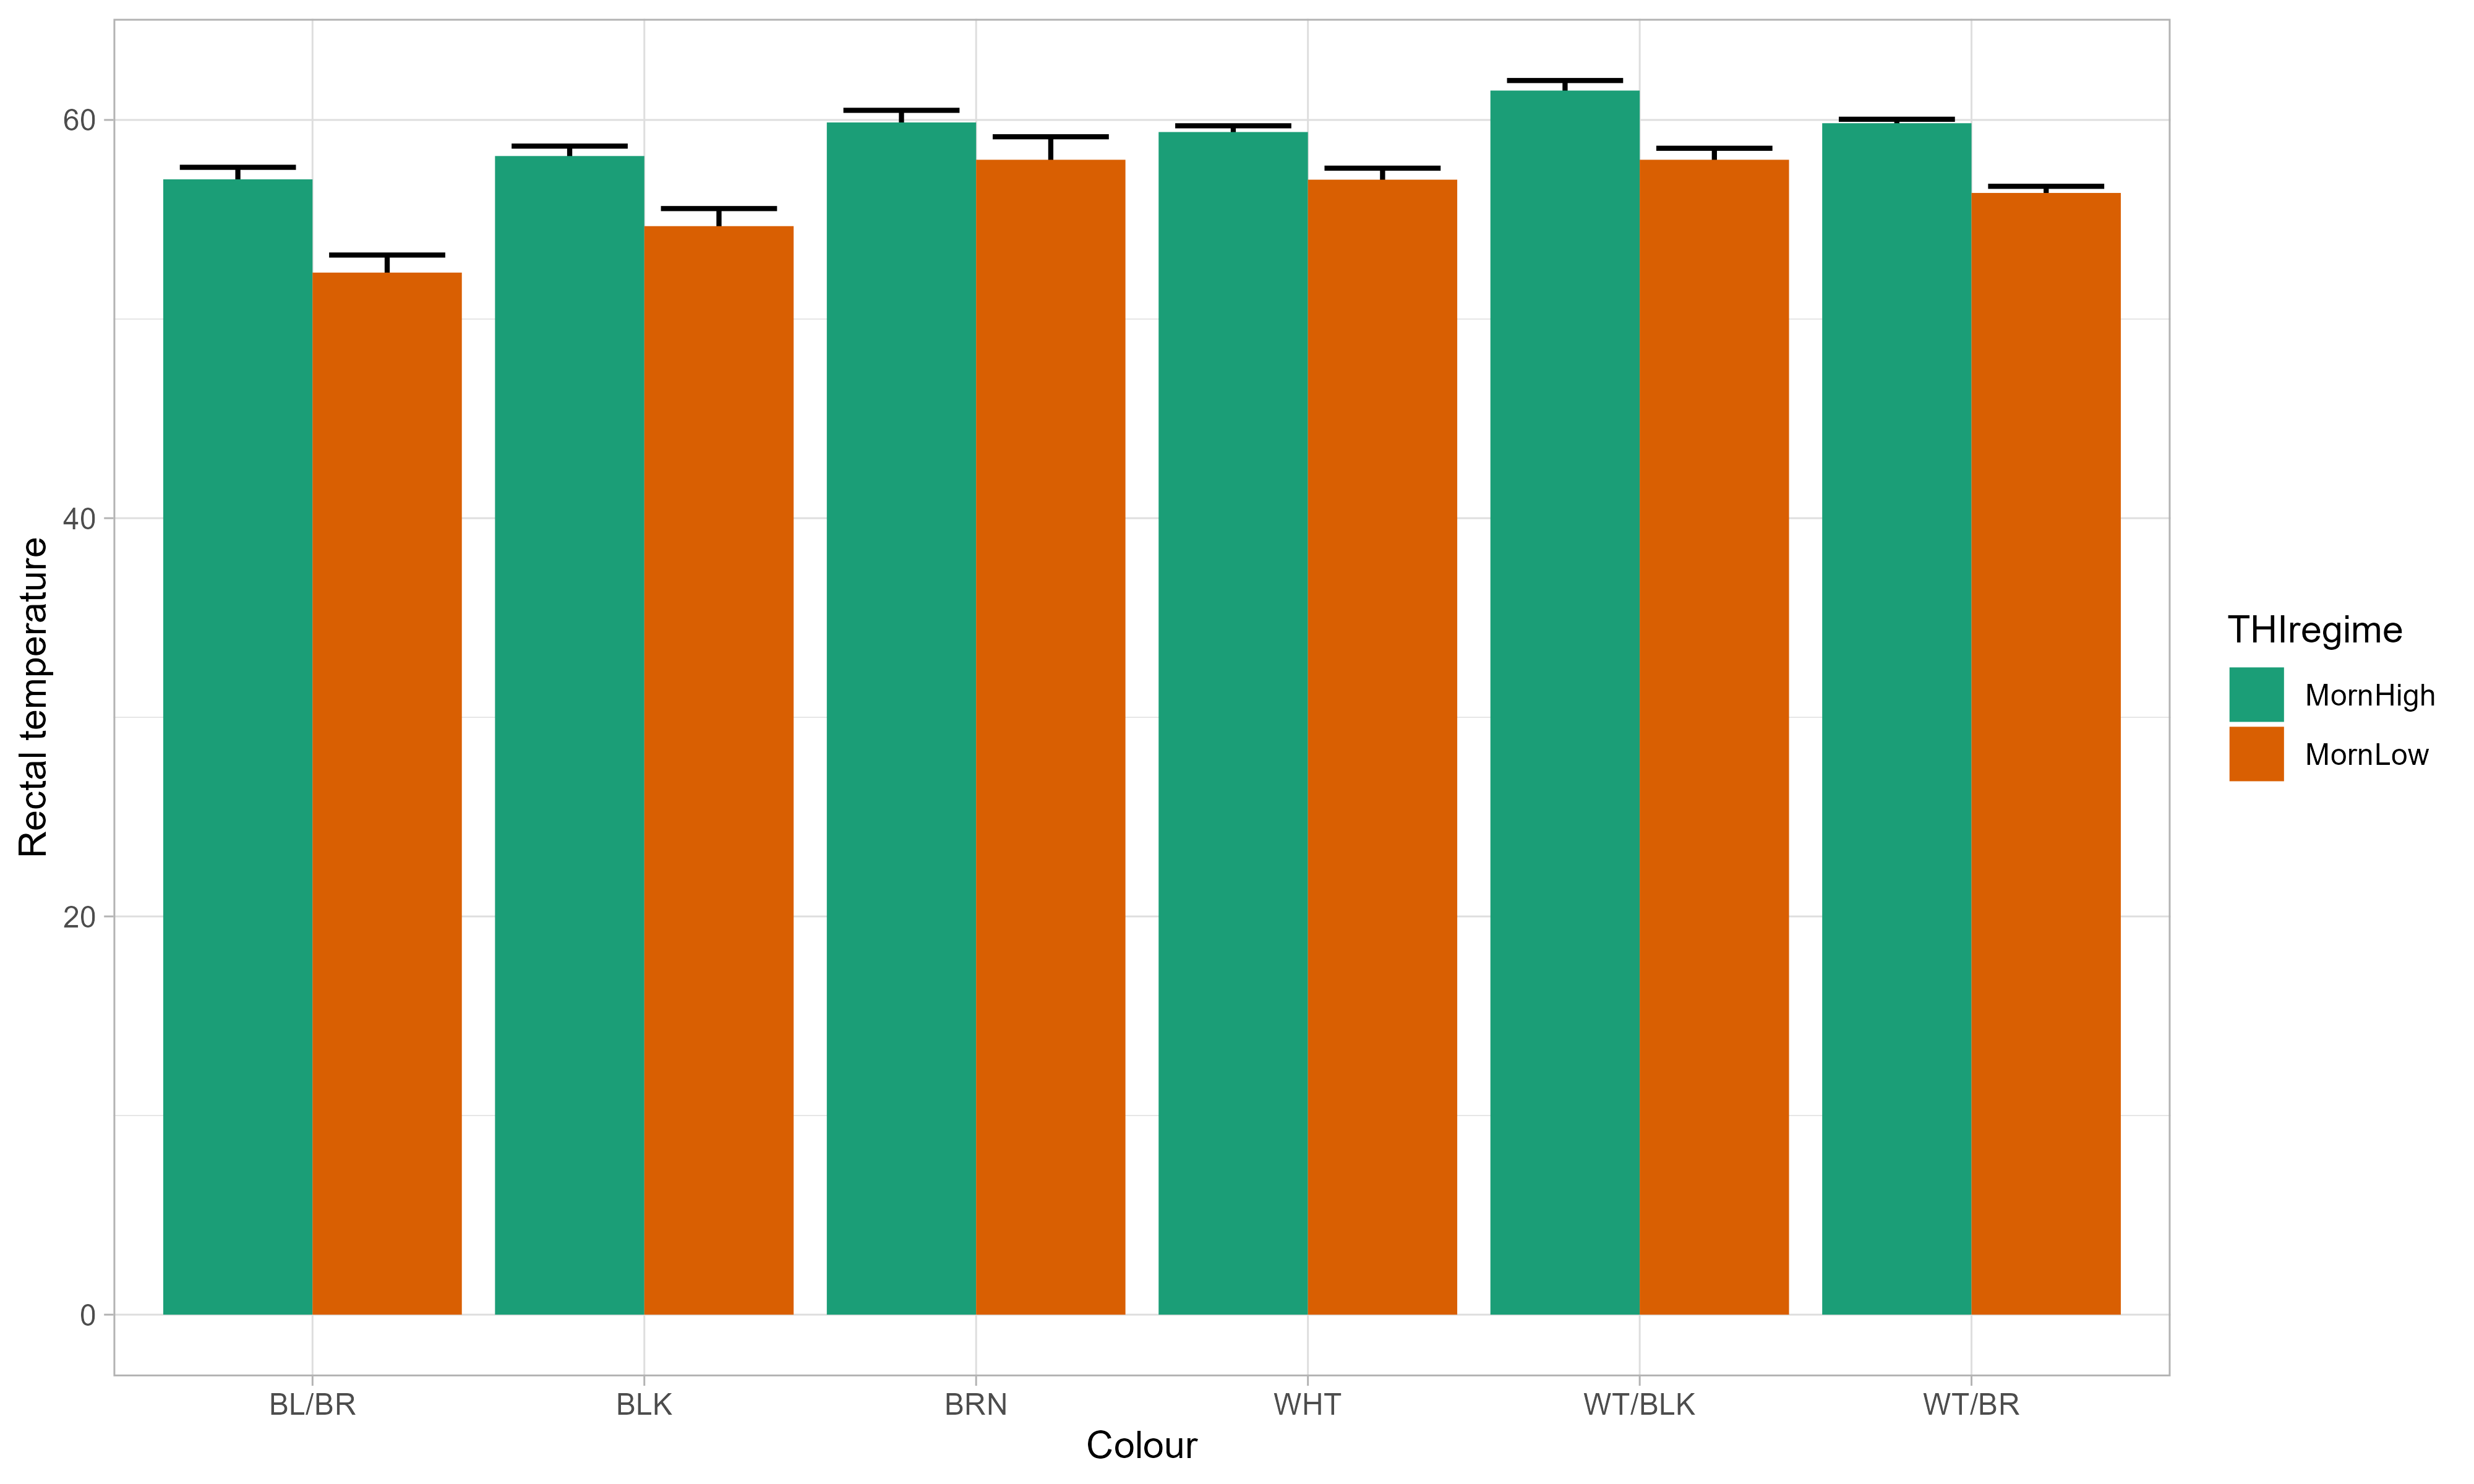 60
40
20
0
Rectal temperature
BL/BR
BLK
BRN
WHT
WT/BLK
WT/BR
Colour
THIregime
MornHigh
MornLow